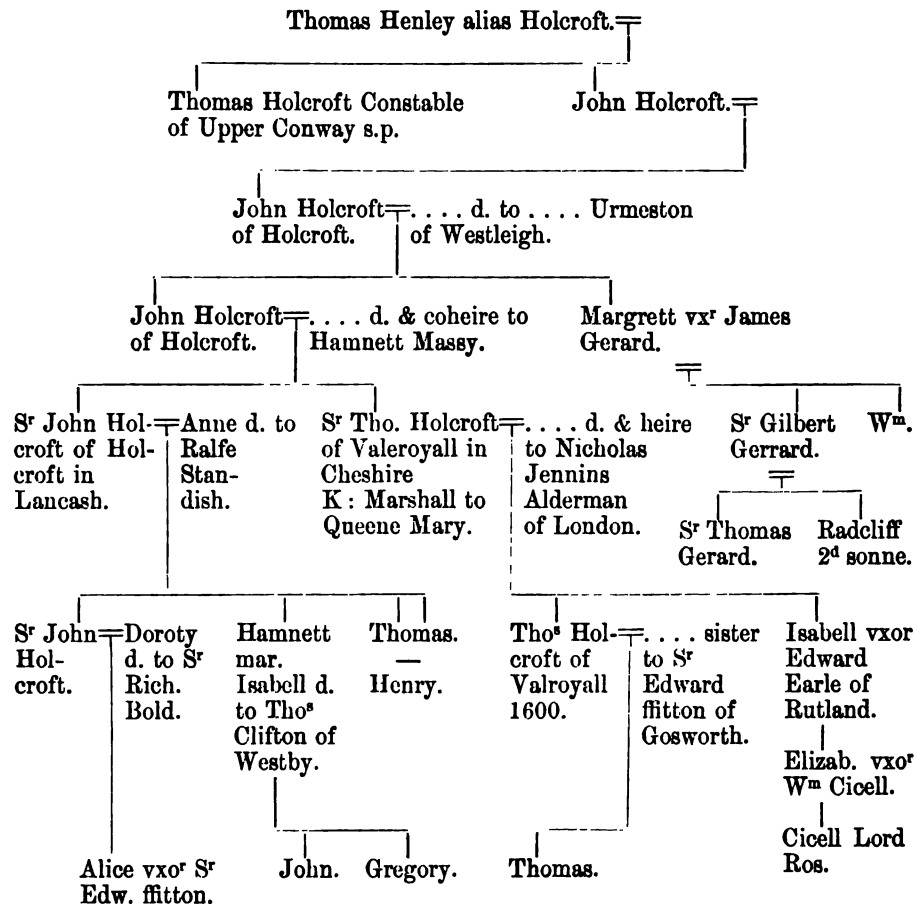 Thomas Henley alias Holcroft.
Thomas Holcroft Constable
of Upper Conway s.p.
John Holcroft.
John Holcroft
of Holcroft.
. . . . d. to . . . . Urmeston
of Westleigh.
John Holcroft
of Holcroft.
. . . . d. & coheire to
Hamnett Massy.
Margrett vxʳ James
Gerard.
Sʳ John Hol-
croft of Hol-
croft in
Lancash.
Anne d. to
Ralfe
Stan-
dish.
Sʳ Tho. Holcroft
of Valeroyall in
Cheshire
K : Marshall to
Queene Mary.
. . . . d. & heire
to Nicholas
Jennins
Alderman
of London.
Sʳ Gilbert
Gerrard.
Wᵐ.
Sʳ Thomas
Gerard.
Radcliff
2ᵈ sonne.
Sʳ John
Hol-
croft.
Doroty
d. to Sʳ
Rich.
Bold.
Hamnett
mar.
Isabell d.
to Thoˢ
Clifton of
Westby.
Thomas.
—
Henry.
Thoˢ Hol-
croft of
Valroyall
1600.
. . . . sister
to Sʳ
Edward
ffitton of
Gosworth.
Isabell vxor
Edward
Earle of
Rutland.
Elizab. vxoʳ
Wᵐ Cicell.
Cicell Lord
Ros.
Alice vxoʳ Sʳ
Edw. ffitton.
John.
Gregory.
Thomas.